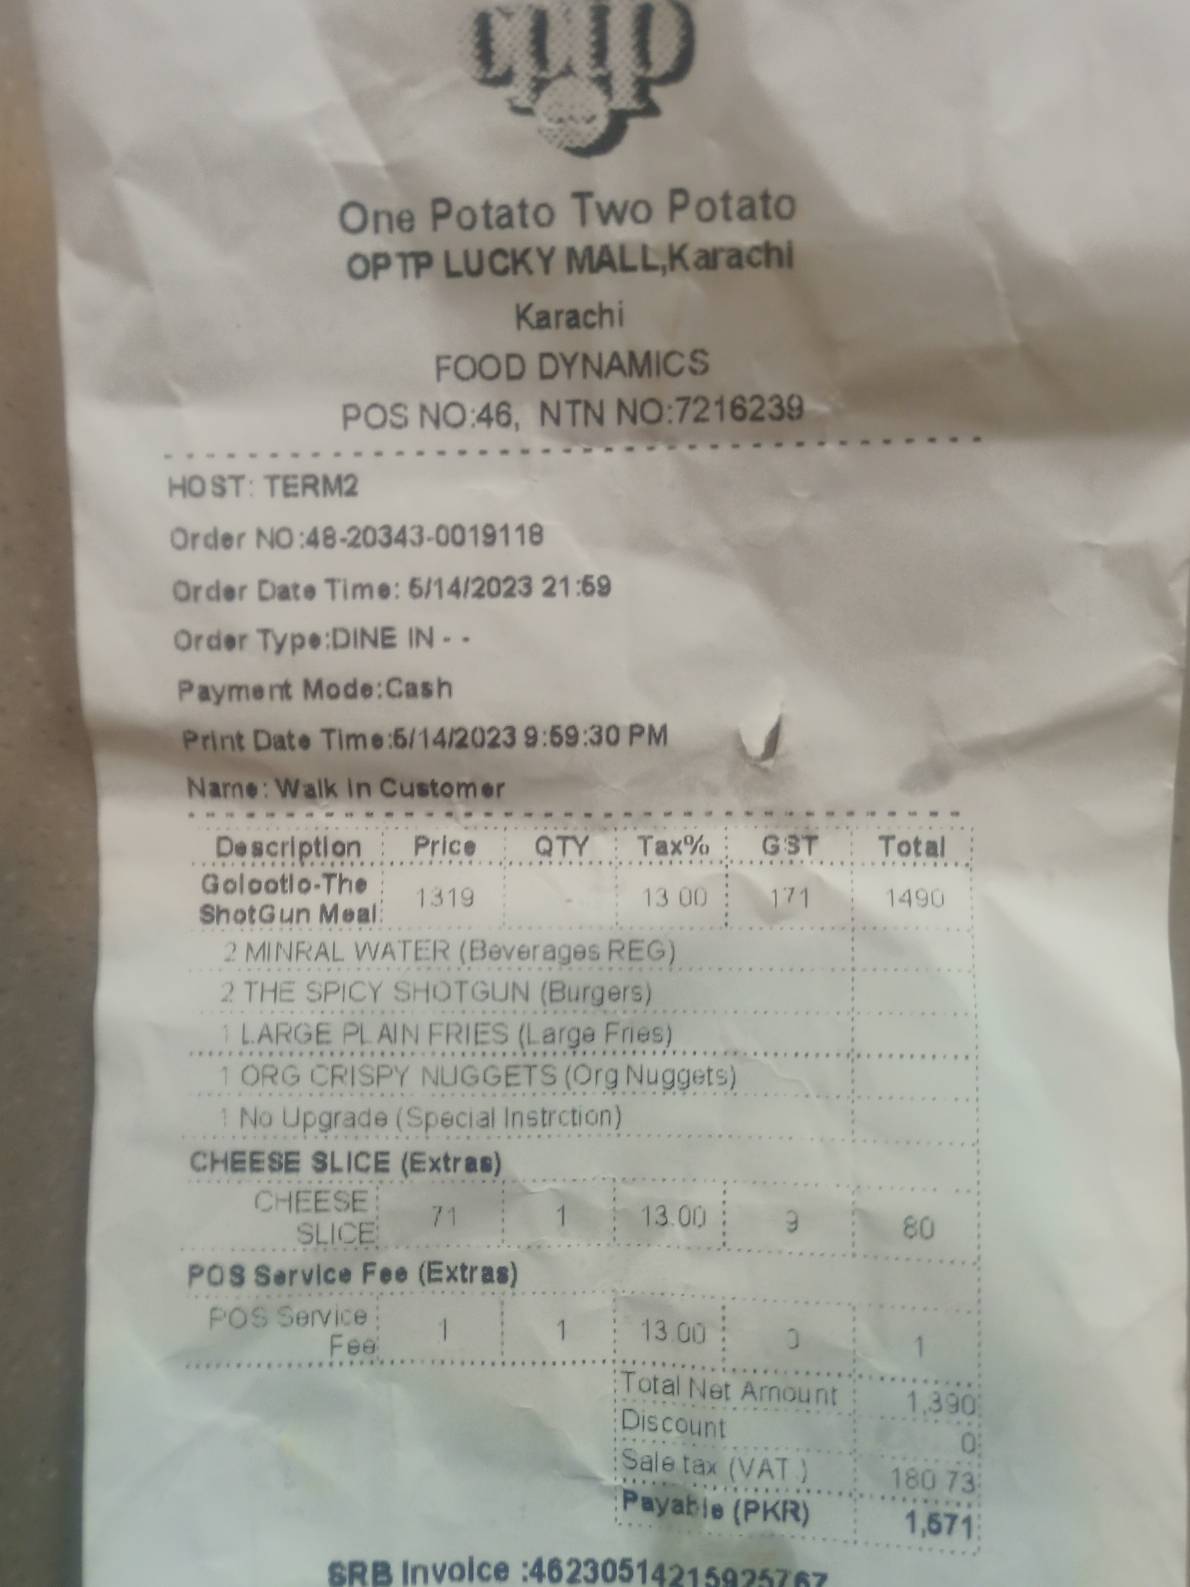 optp
One Potato Two Potato
OPTP LUCKY MALL,Karachi
Karachi
FOOD DYNAMICS
POS NO:46, NTN NO:7216239
HOST: TERM2
Order NO:48-20343-0019118
Order Date Time: 5/14/2023 21:59
Order Type:DINE IN - -
Payment Mode:Cash
Print Date Time:5/14/2023 9:59:30 PM
Name: Walk In Customer
Description Price QTY Tax% GST Total
Golootlo-The
ShotGun Meal 1319 - 13.00 171 1490
2 MINRAL WATER (Beverages REG)
2 THE SPICY SHOTGUN (Burgers)
1 LARGE PLAIN FRIES (Large Fries)
1 ORG CRISPY NUGGETS (Org Nuggets)
1 No Upgrade (Special Instrction)
CHEESE SLICE (Extras)
CHEESE
SLICE 71 1 13.00 9 80
POS Service Fee (Extras)
POS Service
Fee 1 1 13.00 0 1
Total Net Amount 1,390
Discount 0
Sale tax (VAT ) 180.73
Payable (PKR) 1,571
SRB Invoice :46230514215925767